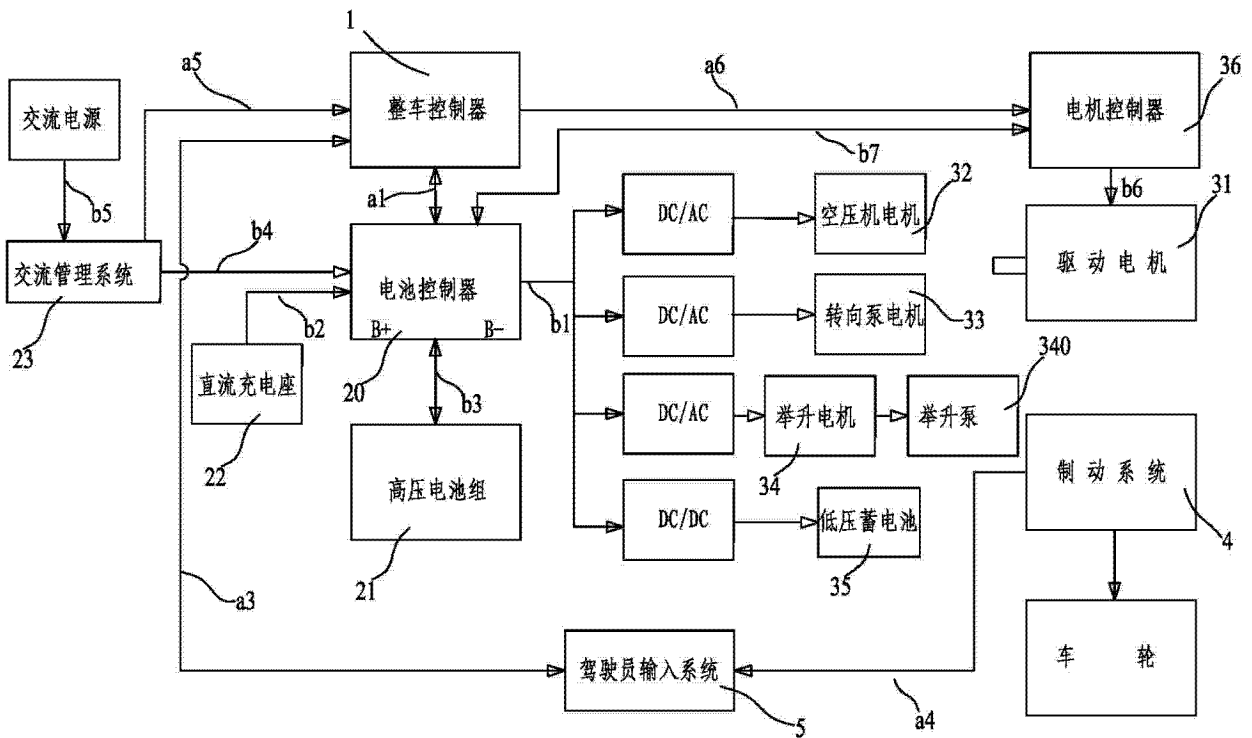 1
a5
a6
36
交流电源
整车控制器
电机控制器
b7
a1
32
b6
31
b5
DC/AC
空压机电机
b4
交流管理系统
电池控制器
驱动电机
b1
b2
DC/AC
转向泵电机
33
B+
B-
23
340
直流充电座
20
b3
DC/AC
举升电机
举升泵
22
34
制动系统
高压电池组
DC/DC
低压蓄电池
4
21
35
a3
驾驶员输入系统
车轮
5
a4